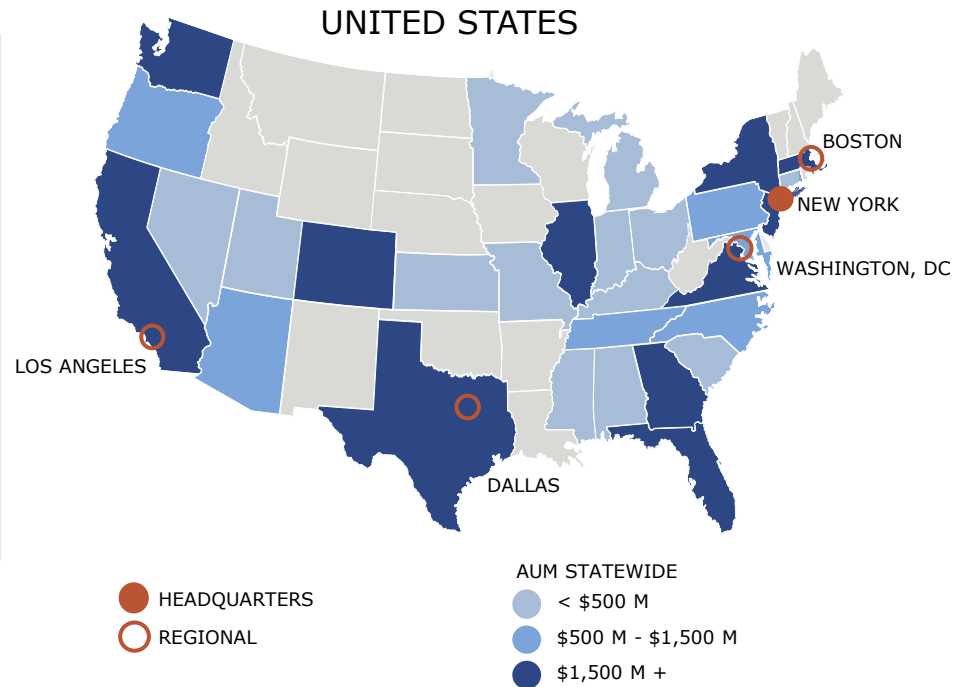 UNITED STATES
BOSTON
NEW YORK
WASHINGTON, DC
LOS ANGELES
DALLAS
HEADQUARTERS
REGIONAL
AUM STATEWIDE
< $500 M
$500 M - $1,500 M
$1,500 M +